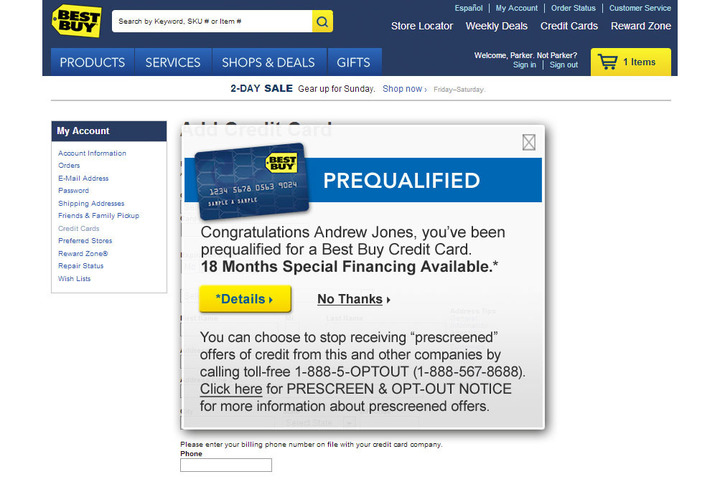 BEST BUY
Search by Keyword, SKU # or Item #
Español | My Account | Order Status | Customer Service
Store Locator Weekly Deals Credit Cards Reward Zone
PRODUCTS SERVICES SHOPS & DEALS GIFTS
Welcome, Parker. Not Parker?
Sign in | Sign out
1 Items
2-DAY SALE Gear up for Sunday. Shop now › Friday–Saturday.
My Account
Account Information
Orders
E-Mail Address
Password
Shipping Addresses
Friends & Family Pickup
Credit Cards
Preferred Stores
Reward Zone®
Repair Status
Wish Lists
Add Credit Card
BEST BUY
1234 5678 0563 9024
SAMPLE A SAMPLE
PREQUALIFIED
Congratulations Andrew Jones, you've been
prequalified for a Best Buy Credit Card.
18 Months Special Financing Available.*
*Details › No Thanks ›
You can choose to stop receiving “prescreened”
offers of credit from this and other companies by
calling toll-free 1-888-5-OPTOUT (1-888-567-8688).
Click here for PRESCREEN & OPT-OUT NOTICE
for more information about prescreened offers.
Please enter your billing phone number on file with your credit card company.
Phone